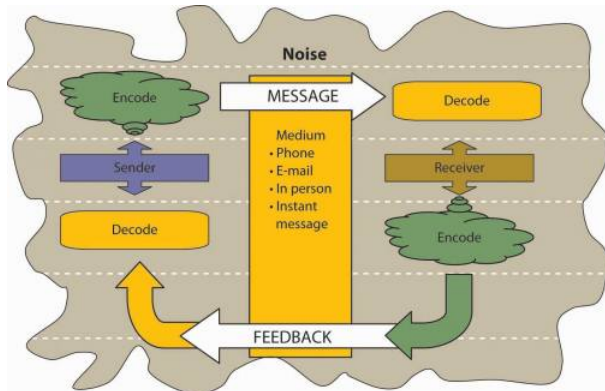 Noise
Encode
MESSAGE
Decode
Medium
• Phone
• E-mail
• In person
• Instant
message
Sender
Receiver
Decode
Encode
FEEDBACK